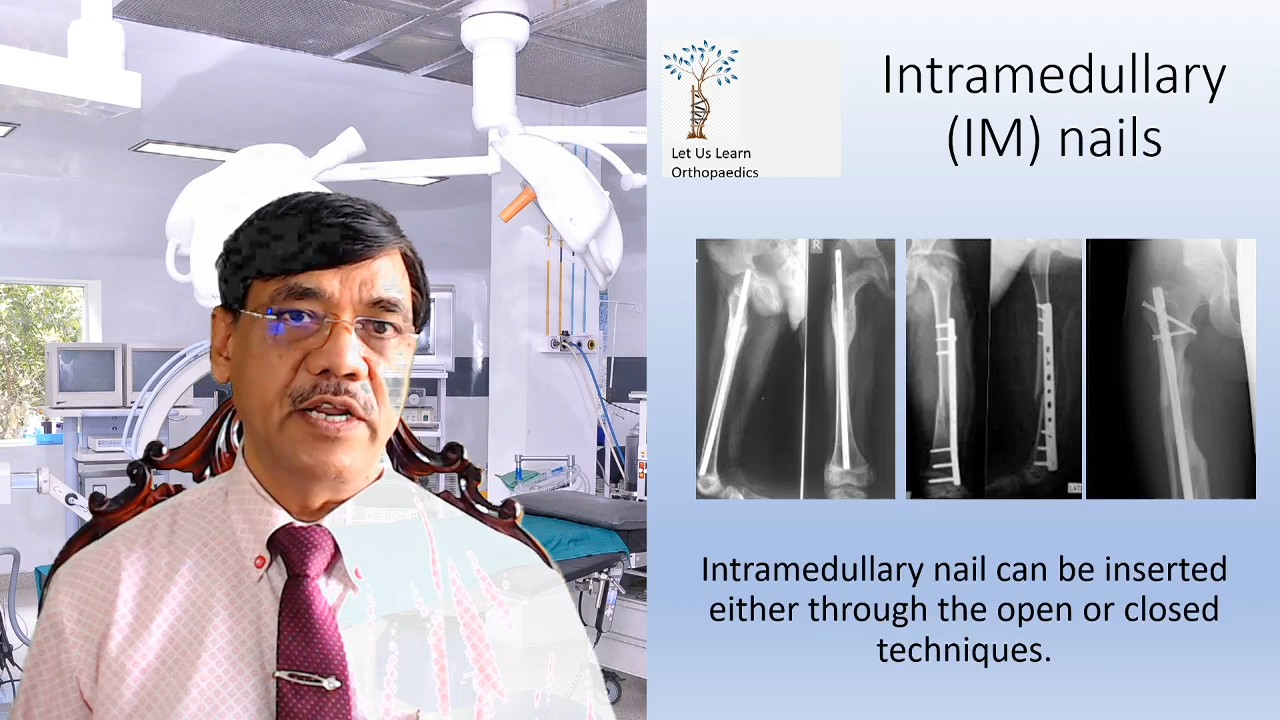 Let Us Learn
Orthopaedics
Intramedullary
(IM) nails
R
Intramedullary nail can be inserted
either through the open or closed
techniques.